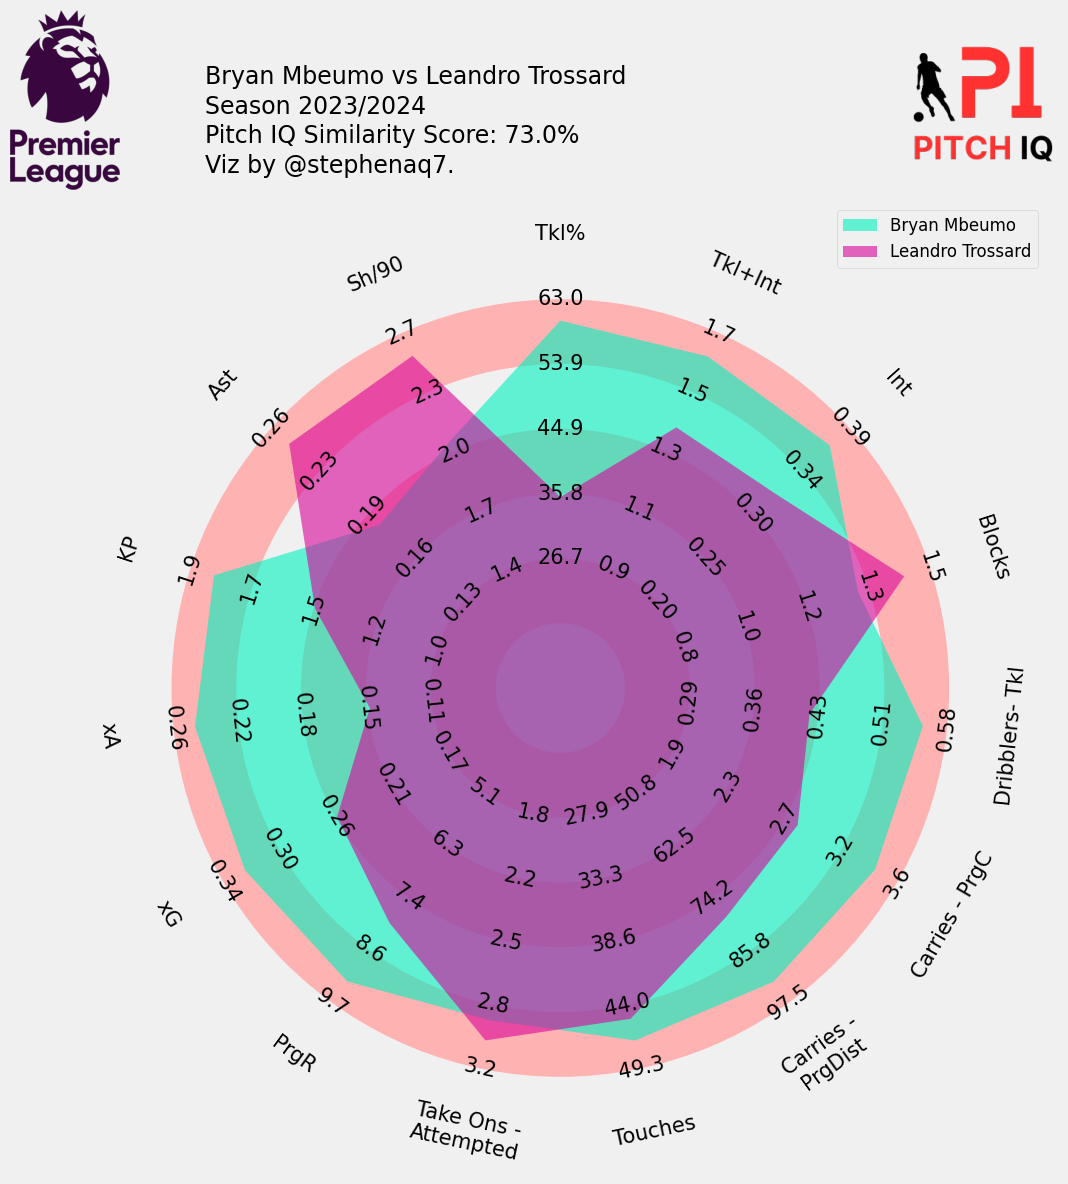 Premier
League
Bryan Mbeumo vs Leandro Trossard
Season 2023/2024
Pitch IQ Similarity Score: 73.0%
Viz by @stephenaq7.
PI
PITCH IQ
Bryan Mbeumo
Leandro Trossard
Tkl%
63.0
53.9
44.9
35.8
26.7
Tkl+Int
1.7
1.5
1.3
1.1
0.9
Int
0.39
0.34
0.30
0.25
0.20
Blocks
1.5
1.3
1.2
1.0
0.8
Dribblers- Tkl
0.58
0.51
0.43
0.36
0.29
Carries - PrgC
3.6
3.2
2.7
2.3
1.9
Carries -
PrgDist
97.5
85.8
74.2
62.5
50.8
Touches
49.3
44.0
38.6
33.3
27.9
Take Ons -
Attempted
3.2
2.8
2.5
2.2
1.8
PrgR
9.7
8.6
7.4
6.3
5.1
xG
0.34
0.30
0.26
0.21
0.17
xA
0.26
0.22
0.18
0.15
0.11
KP
1.9
1.7
1.5
1.2
1.0
Ast
0.26
0.23
0.19
0.16
0.13
Sh/90
2.7
2.3
2.0
1.7
1.4